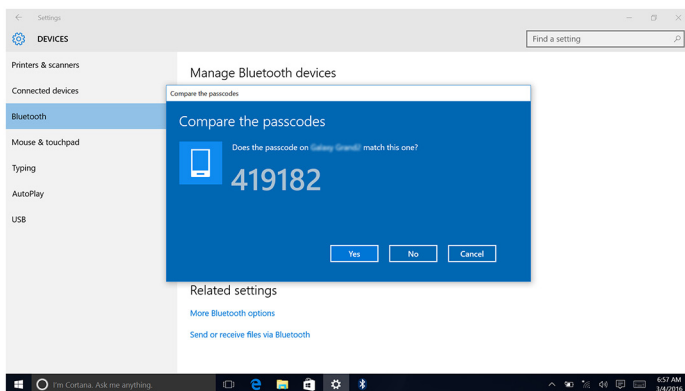 Settings
DEVICES
Find a setting
Printers & scanners
Connected devices
Bluetooth
Mouse & touchpad
Typing
AutoPlay
USB
Manage Bluetooth devices
Compare the passcodes
Compare the passcodes
Does the passcode on Galaxy Grand2 match this one?
419182
Yes No Cancel
Related settings
More Bluetooth options
Send or receive files via Bluetooth
I'm Cortana. Ask me anything.
6:57 AM
3/4/2016